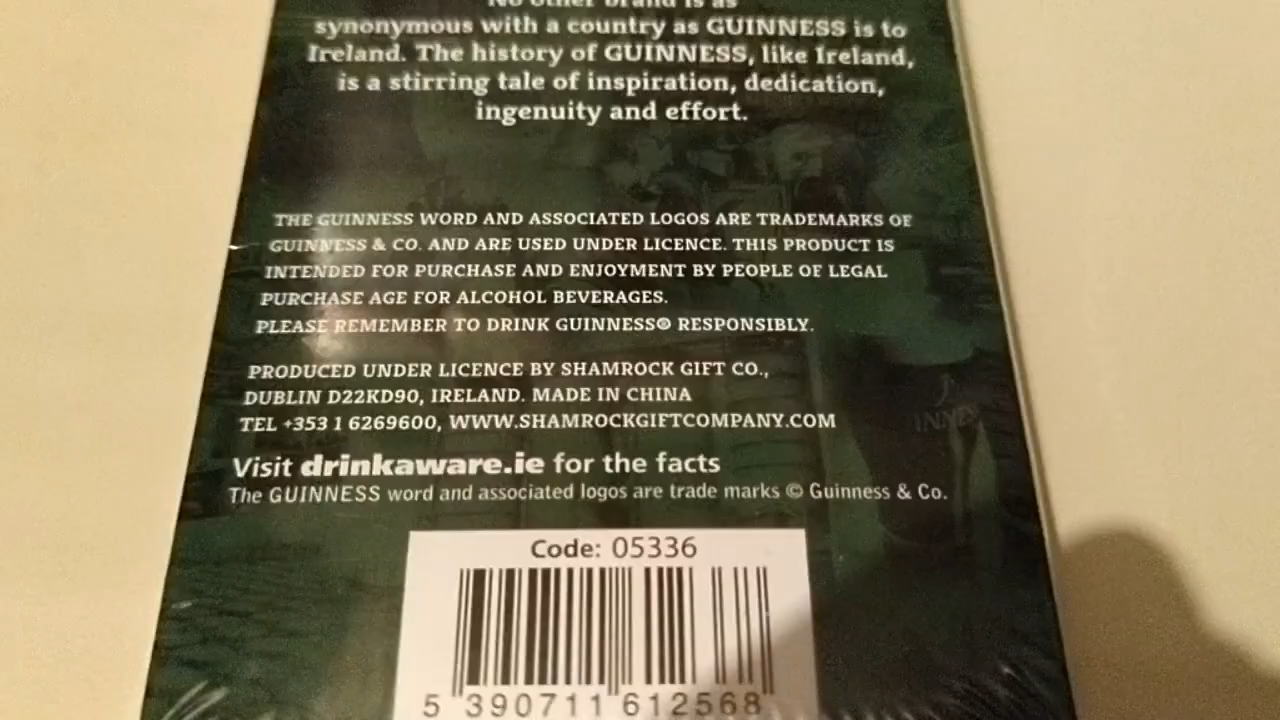 No other brand is as
synonymous with a country as GUINNESS is to
Ireland. The history of GUINNESS, like Ireland,
is a stirring tale of inspiration, dedication,
ingenuity and effort.
THE GUINNESS WORD AND ASSOCIATED LOGOS ARE TRADEMARKS OF
GUINNESS & CO. AND ARE USED UNDER LICENCE. THIS PRODUCT IS
INTENDED FOR PURCHASE AND ENJOYMENT BY PEOPLE OF LEGAL
PURCHASE AGE FOR ALCOHOL BEVERAGES.
PLEASE REMEMBER TO DRINK GUINNESS® RESPONSIBLY.
PRODUCED UNDER LICENCE BY SHAMROCK GIFT CO.,
DUBLIN D22KD90, IRELAND. MADE IN CHINA
TEL +353 1 6269600, WWW.SHAMROCKGIFTCOMPANY.COM
Visit drinkaware.ie for the facts
The GUINNESS word and associated logos are trade marks © Guinness & Co.
Code: 05336
5 390711 612568